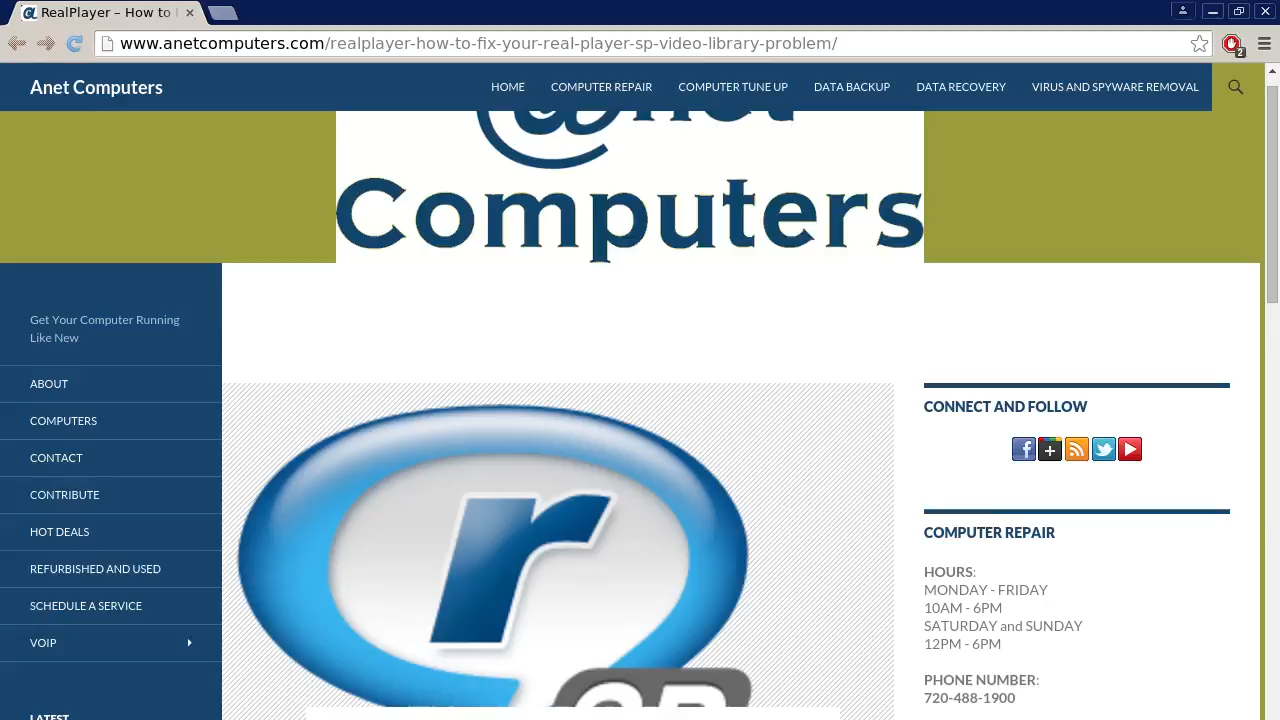 RealPlayer – How to
www.anetcomputers.com/realplayer-how-to-fix-your-real-player-sp-video-library-problem/
2
Anet Computers
HOME
COMPUTER REPAIR
COMPUTER TUNE UP
DATA BACKUP
DATA RECOVERY
VIRUS AND SPYWARE REMOVAL
@net
Computers
Get Your Computer Running
Like New
ABOUT
COMPUTERS
CONTACT
CONTRIBUTE
HOT DEALS
REFURBISHED AND USED
SCHEDULE A SERVICE
VOIP
LATEST
r
SP
CONNECT AND FOLLOW
COMPUTER REPAIR
HOURS:
MONDAY - FRIDAY
10AM - 6PM
SATURDAY and SUNDAY
12PM - 6PM
PHONE NUMBER:
720-488-1900